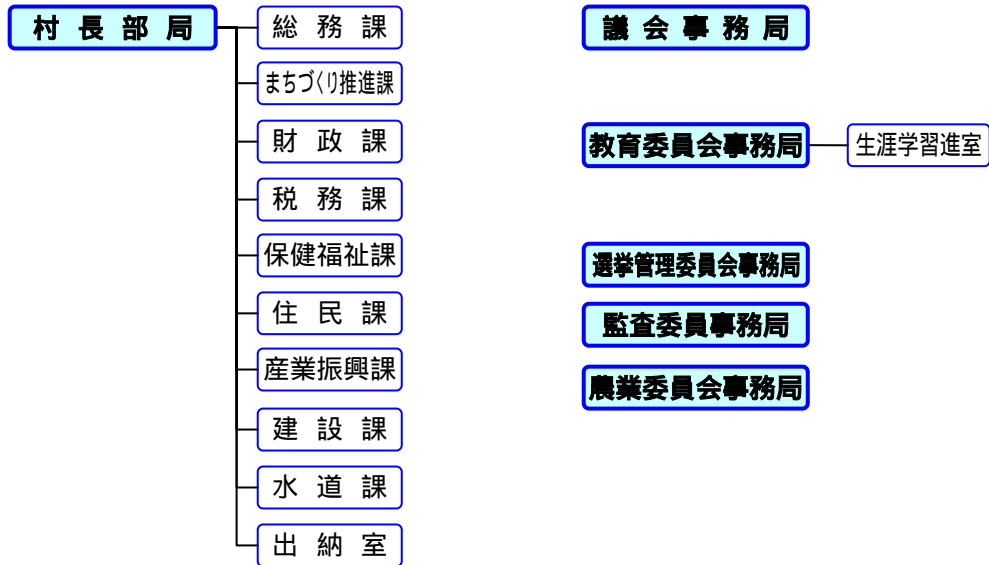 村長部局
総務課
まちづくり推進課
財政課
税務課
保健福祉課
住民課
産業振興課
建設課
水道課
出納室
議会事務局
教育委員会事務局
生涯学習進室
選挙管理委員会事務局
監査委員事務局
農業委員会事務局